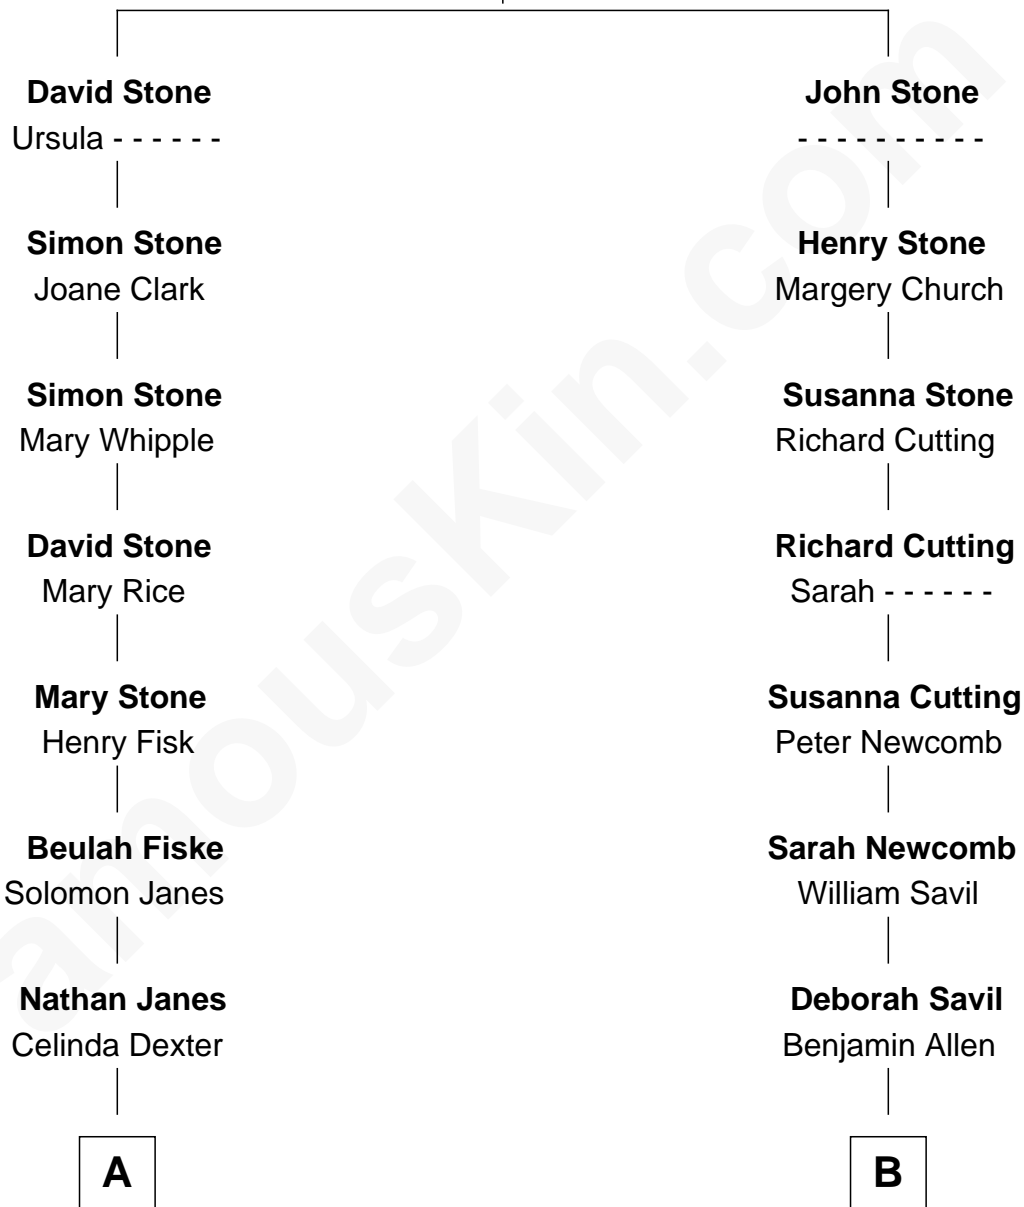 David Stone
Ursula - - - - - -
Simon Stone
Joane Clark
Simon Stone
Mary Whipple
David Stone
Mary Rice
Mary Stone
Henry Fisk
Beulah Fiske
Solomon Janes
Nathan Janes
Celinda Dexter
A
John Stone
- - - - - - - - - -
Henry Stone
Margery Church
Susanna Stone
Richard Cutting
Richard Cutting
Sarah - - - - - -
Susanna Cutting
Peter Newcomb
Sarah Newcomb
William Savil
Deborah Savil
Benjamin Allen
B
amouskin.com